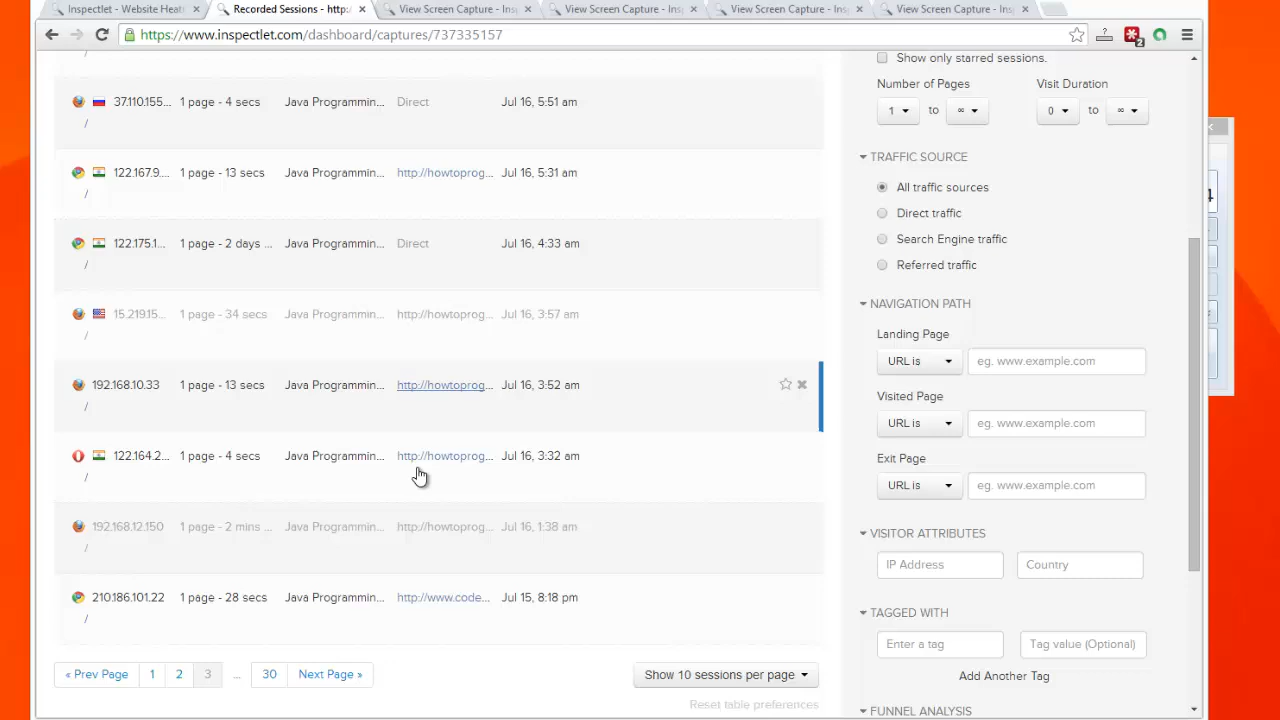 Inspectlet - Website Heat
Recorded Sessions - http:
View Screen Capture - Ins
View Screen Capture - Ins
View Screen Capture - Ins
View Screen Capture - Ins
https://www.inspectlet.com/dashboard/captures/737335157
2
/
37.110.155... 1 page - 4 secs Java Programmin... Direct Jul 16, 5:51 am
/
122.167.9.... 1 page - 13 secs Java Programmin... http://howtoprog... Jul 16, 5:31 am
/
122.175.1... 1 page - 2 days ... Java Programmin... Direct Jul 16, 4:33 am
/
15.219.15... 1 page - 34 secs Java Programmin... http://howtoprog... Jul 16, 3:57 am
/
192.168.10.33 1 page - 13 secs Java Programmin... http://howtoprog... Jul 16, 3:52 am
/
122.164.2... 1 page - 4 secs Java Programmin... http://howtoprog... Jul 16, 3:32 am
/
192.168.12.150 1 page - 2 mins ... Java Programmin... http://howtoprog... Jul 16, 1:38 am
/
210.186.101.22 1 page - 28 secs Java Programmin... http://www.code... Jul 15, 8:18 pm
/
« Prev Page 1 2 3 ... 30 Next Page »
Show 10 sessions per page
Reset table preferences
Show only starred sessions.
Number of Pages Visit Duration
1 to ∞ 0 to ∞
TRAFFIC SOURCE
All traffic sources
Direct traffic
Search Engine traffic
Referred traffic
NAVIGATION PATH
Landing Page
URL is eg. www.example.com
Visited Page
URL is eg. www.example.com
Exit Page
URL is eg. www.example.com
VISITOR ATTRIBUTES
IP Address Country
TAGGED WITH
Enter a tag Tag value (Optional)
Add Another Tag
FUNNEL ANALYSIS
4